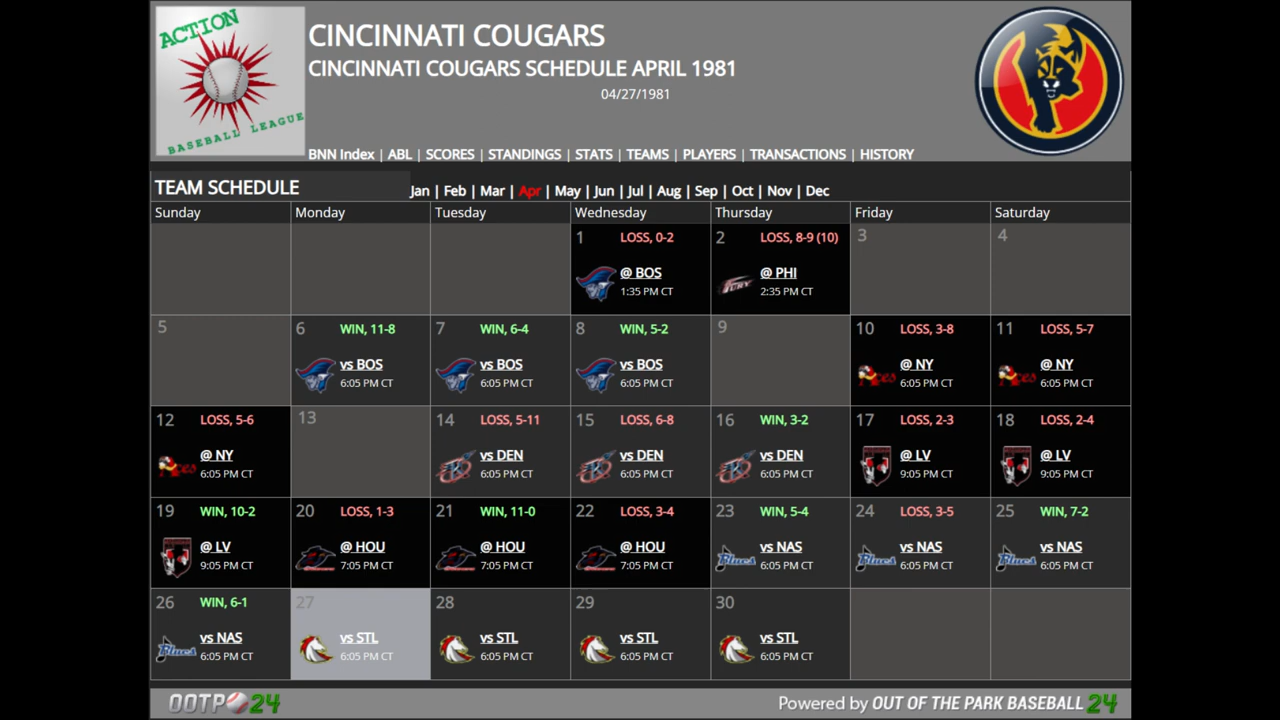 ACTION
BASEBALL LEAGUE
CINCINNATI COUGARS
CINCINNATI COUGARS SCHEDULE APRIL 1981
04/27/1981
BNN Index | ABL | SCORES | STANDINGS | STATS | TEAMS | PLAYERS | TRANSACTIONS | HISTORY
TEAM SCHEDULE
Jan | Feb | Mar | Apr | May | Jun | Jul | Aug | Sep | Oct | Nov | Dec
Sunday Monday Tuesday Wednesday Thursday Friday Saturday
1 LOSS, 0-2 2 LOSS, 8-9 (10) 3 4
@ BOS FURY @ PHI
1:35 PM CT 2:35 PM CT
5 6 WIN, 11-8 7 WIN, 6-4 8 WIN, 5-2 9 10 LOSS, 3-8 11 LOSS, 5-7
vs BOS vs BOS vs BOS @ NY @ NY
6:05 PM CT 6:05 PM CT 6:05 PM CT 6:05 PM CT 6:05 PM CT
12 LOSS, 5-6 13 14 LOSS, 5-11 15 LOSS, 6-8 16 WIN, 3-2 17 LOSS, 2-3 18 LOSS, 2-4
@ NY vs DEN vs DEN vs DEN @ LV @ LV
6:05 PM CT 6:05 PM CT 6:05 PM CT 6:05 PM CT 9:05 PM CT 9:05 PM CT
19 WIN, 10-2 20 LOSS, 1-3 21 WIN, 11-0 22 LOSS, 3-4 23 WIN, 5-4 24 LOSS, 3-5 25 WIN, 7-2
@ LV @ HOU @ HOU @ HOU Blues vs NAS Blues vs NAS Blues vs NAS
9:05 PM CT 7:05 PM CT 7:05 PM CT 7:05 PM CT 6:05 PM CT 6:05 PM CT 6:05 PM CT
26 WIN, 6-1 27 28 29 30
Blues vs NAS vs STL vs STL vs STL vs STL
6:05 PM CT 6:05 PM CT 6:05 PM CT 6:05 PM CT 6:05 PM CT
OOTP 24 Powered by OUT OF THE PARK BASEBALL 24